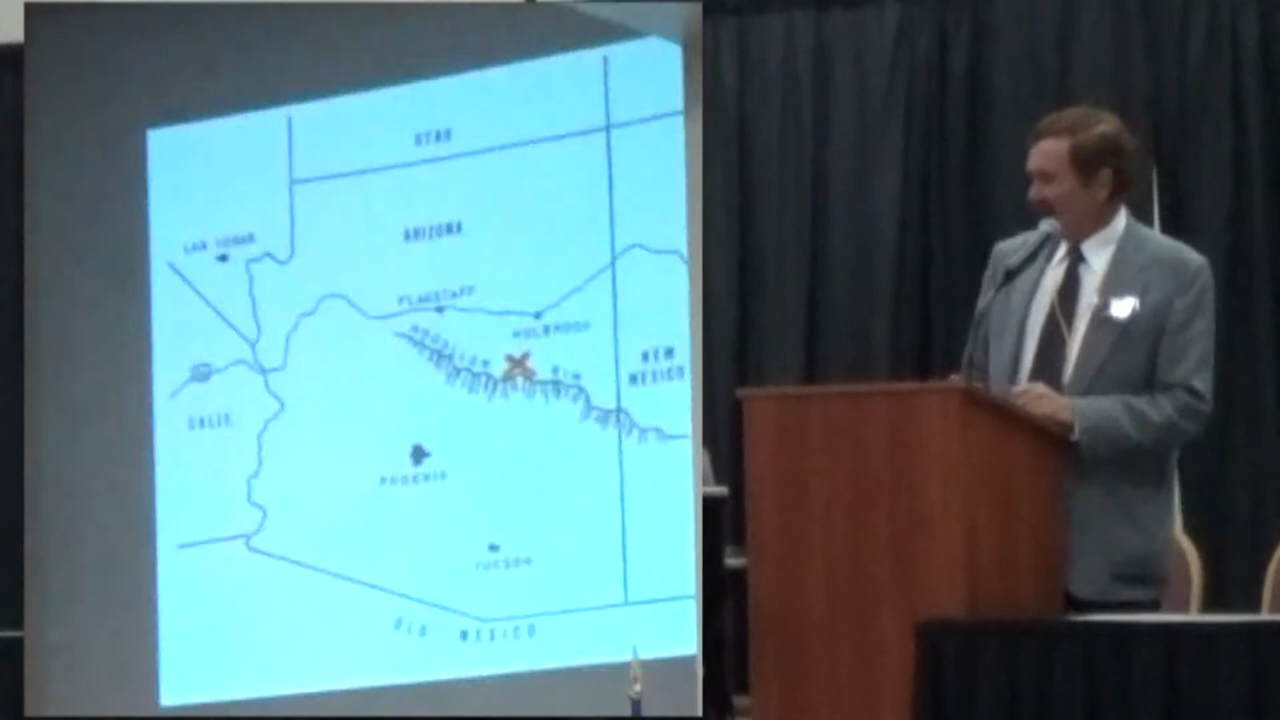 UTAH
LAS VEGAS
ARIZONA
FLAGSTAFF
HOLBROOK
MOGOLLON
RIM
NEW
MEXICO
CALIF.
PHOENIX
TUCSON
OLD MEXICO